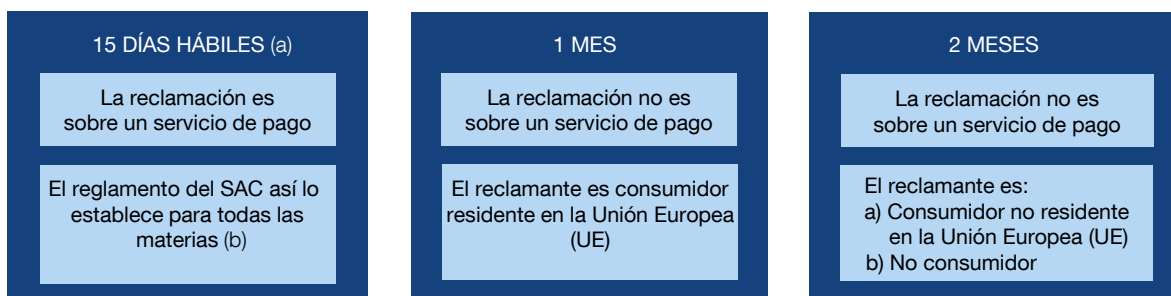 15 DÍAS HÁBILES (a)
La reclamación es
sobre un servicio de pago
El reglamento del SAC así lo
establece para todas las
materias (b)
1 MES
La reclamación no es
sobre un servicio de pago
El reclamante es consumidor
residente en la Unión Europea
(UE)
2 MESES
La reclamación no es
sobre un servicio de pago
El reclamante es:
a) Consumidor no residente
en la Unión Europea (UE)
b) No consumidor